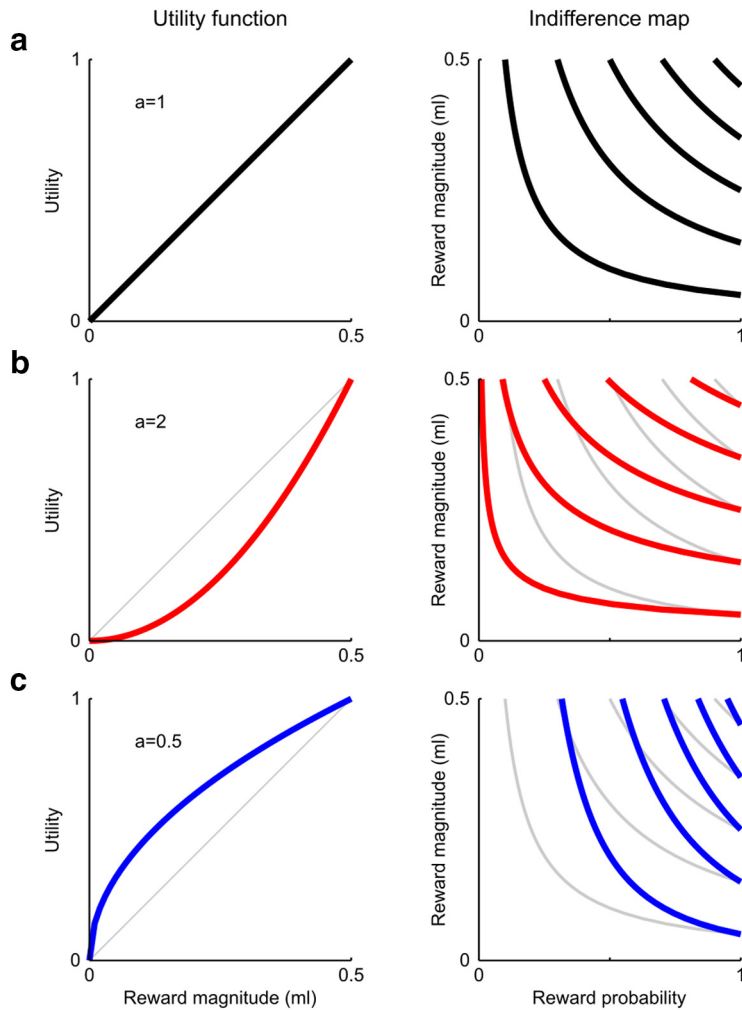 Utility function
Indifference map
a
1
a=1
Utility
0
0
0.5
0.5
Reward magnitude (ml)
0
0
1
b
1
a=2
Utility
0
0
0.5
0.5
Reward magnitude (ml)
0
0
1
c
1
a=0.5
Utility
0
0
0.5
Reward magnitude (ml)
0.5
Reward magnitude (ml)
0
0
1
Reward probability